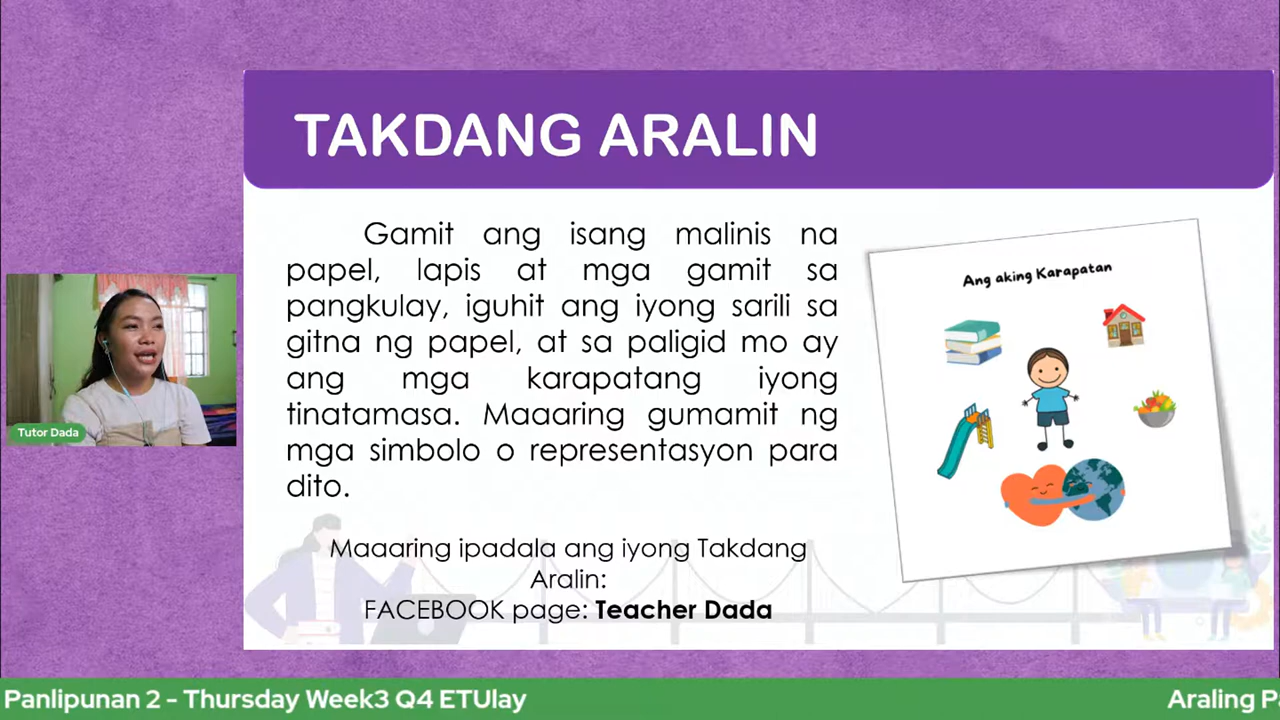 TAKDANG ARALIN
Gamit ang isang malinis na
papel, lapis at mga gamit sa
pangkulay, iguhit ang iyong sarili sa
gitna ng papel, at sa paligid mo ay
ang mga karapatang iyong
tinatamasa. Maaaring gumamit ng
mga simbolo o representasyon para
dito.
Maaaring ipadala ang iyong Takdang
Aralin:
FACEBOOK page: Teacher Dada
Ang aking Karapatan
Tutor Dada
Panlipunan 2 - Thursday Week3 Q4 ETUlay
Araling Pa